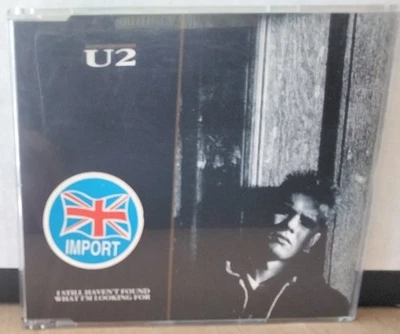 U2
IMPORT
I STILL HAVEN'T FOUND
WHAT I'M LOOKING FOR